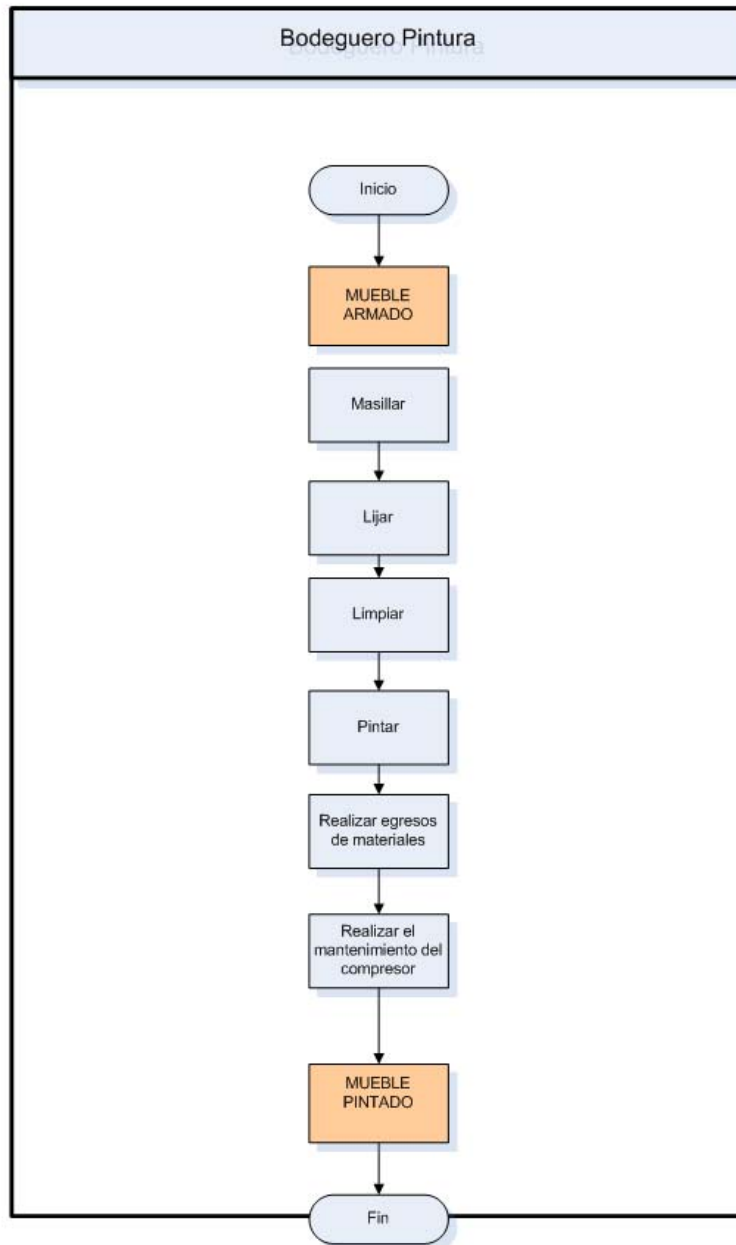 Bodeguero Pintura
Inicio
MUEBLE
ARMADO
Masillar
Lijar
Limpiar
Pintar
Realizar egresos
de materiales
Realizar el
mantenimiento del
compresor
MUEBLE
PINTADO
Fin